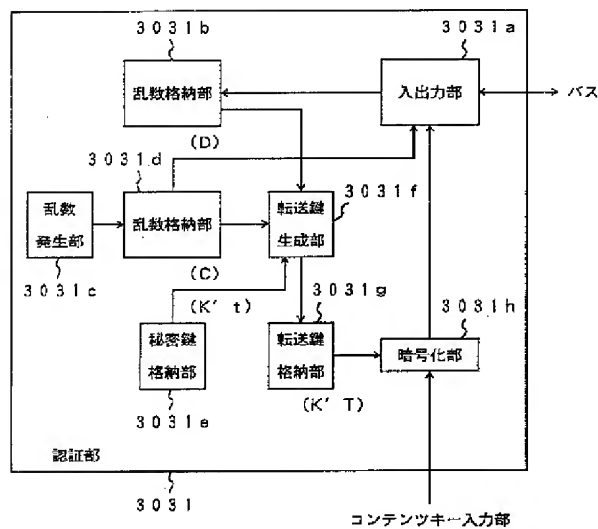 3031b
3031a
乱数格納部
入出力部
バス
(D)
3031d
3031f
乱数
発生部
乱数格納部
転送鍵
生成部
3031c
(C)
3031g
(K' t)
3031h
秘密鍵
格納部
転送鍵
格納部
暗号化部
(K' T)
3031e
認証部
3031
コンテンツキー入力部